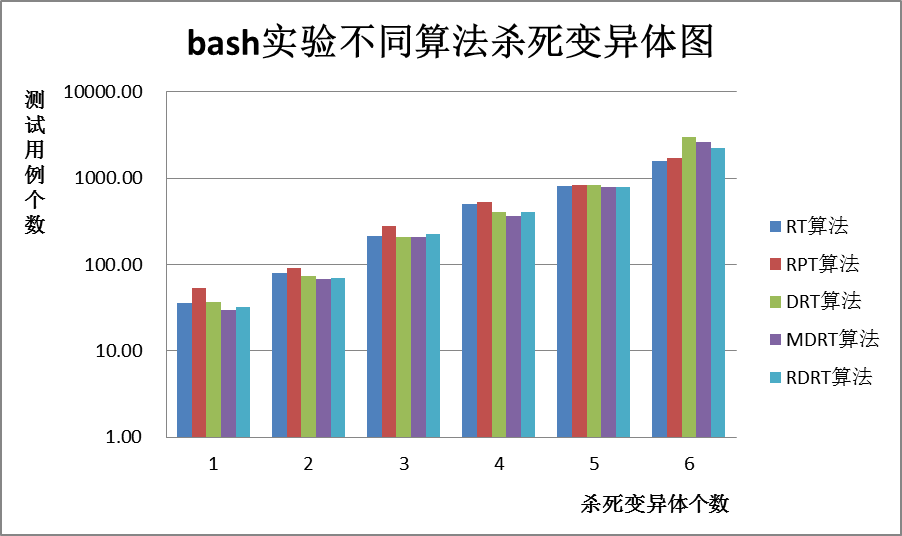 bash实验不同算法杀死变异体图
测试用例个数
10000.00
1000.00
100.00
10.00
1.00
1 2 3 4 5 6
杀死变异体个数
RT算法
RPT算法
DRT算法
MDRT算法
RDRT算法